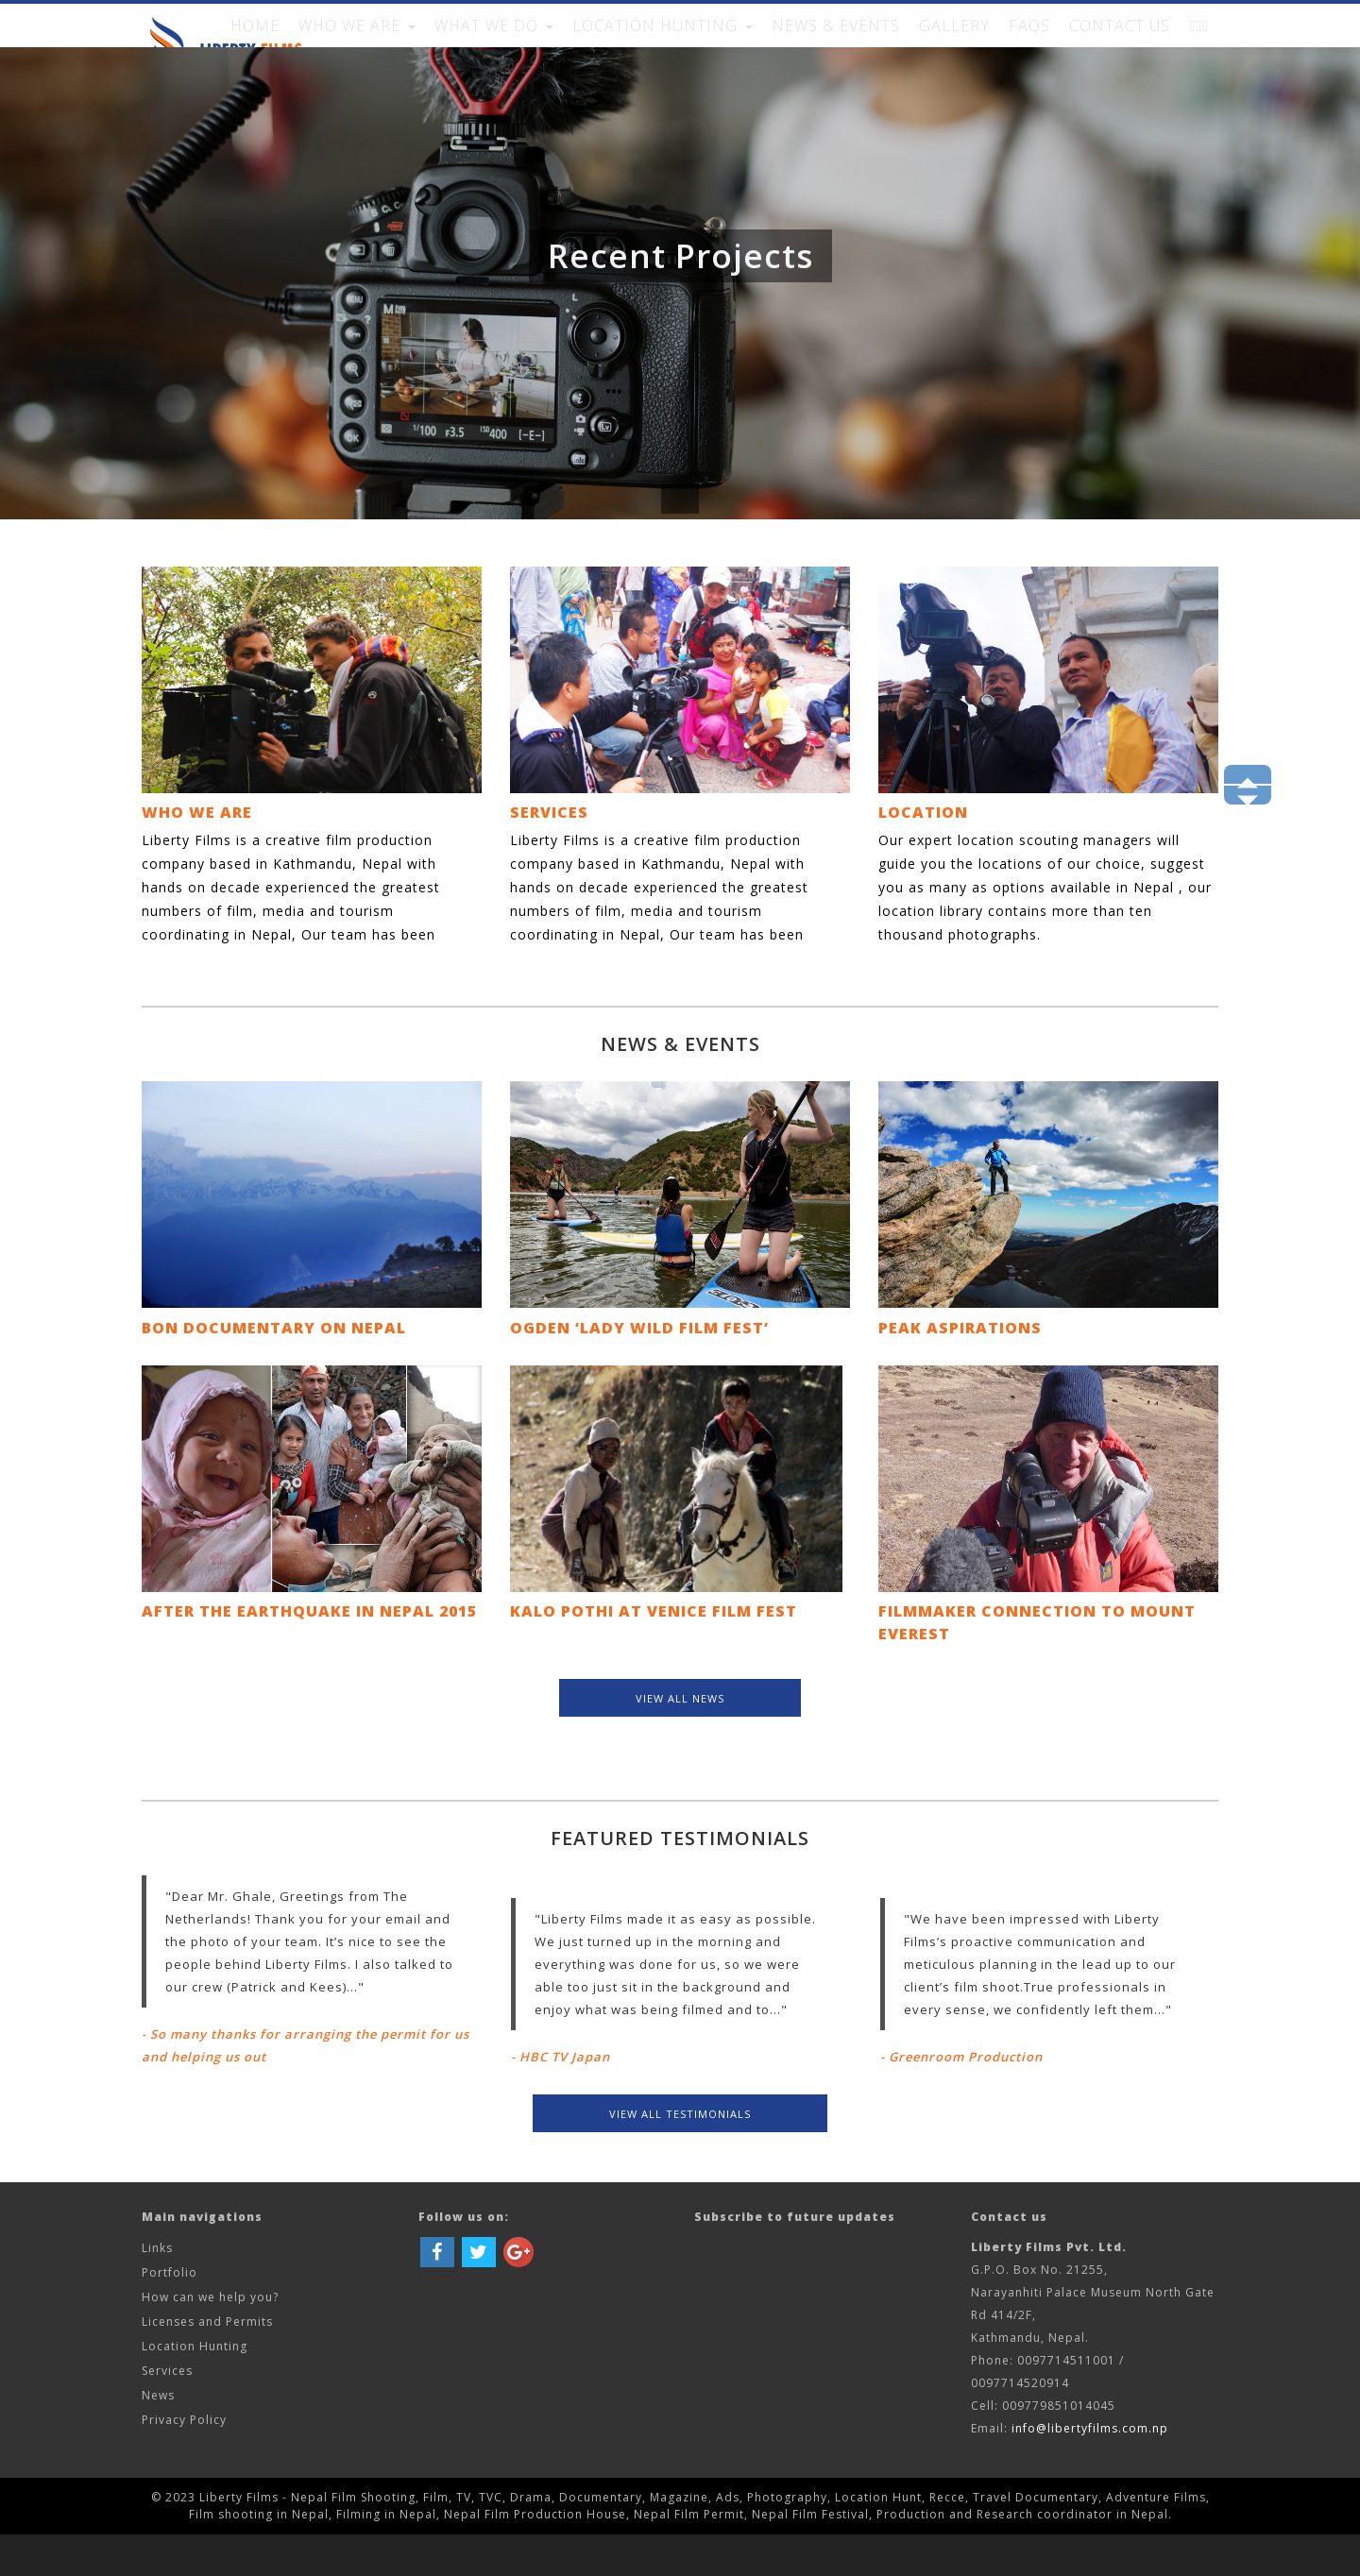 HOME WHO WE ARE WHAT WE DO LOCATION HUNTING NEWS & EVENTS GALLERY FAQS CONTACT US
LIBERTY FILMS
Recent Projects
MENU
OK
M
1/100 F3.5 ISO 400 [-E-]
i
Lv
info
WHO WE ARE
Liberty Films is a creative film production
company based in Kathmandu, Nepal with
hands on decade experienced the greatest
numbers of film, media and tourism
coordinating in Nepal, Our team has been
SERVICES
Liberty Films is a creative film production
company based in Kathmandu, Nepal with
hands on decade experienced the greatest
numbers of film, media and tourism
coordinating in Nepal, Our team has been
LOCATION
Our expert location scouting managers will
guide you the locations of our choice, suggest
you as many as options available in Nepal , our
location library contains more than ten
thousand photographs.
NEWS & EVENTS
BON DOCUMENTARY ON NEPAL
OGDEN ‘LADY WILD FILM FEST’
PEAK ASPIRATIONS
AFTER THE EARTHQUAKE IN NEPAL 2015
KALO POTHI AT VENICE FILM FEST
FILMMAKER CONNECTION TO MOUNT
EVEREST
VIEW ALL NEWS
FEATURED TESTIMONIALS
"Dear Mr. Ghale, Greetings from The
Netherlands! Thank you for your email and
the photo of your team. It’s nice to see the
people behind Liberty Films. I also talked to
our crew (Patrick and Kees)..."
- So many thanks for arranging the permit for us
and helping us out
"Liberty Films made it as easy as possible.
We just turned up in the morning and
everything was done for us, so we were
able too just sit in the background and
enjoy what was being filmed and to..."
- HBC TV Japan
"We have been impressed with Liberty
Films’s proactive communication and
meticulous planning in the lead up to our
client’s film shoot.True professionals in
every sense, we confidently left them..."
- Greenroom Production
VIEW ALL TESTIMONIALS
Main navigations
Links
Portfolio
How can we help you?
Licenses and Permits
Location Hunting
Services
News
Privacy Policy
Follow us on:
Subscribe to future updates
Contact us
Liberty Films Pvt. Ltd.
G.P.O. Box No. 21255,
Narayanhiti Palace Museum North Gate
Rd 414/2F,
Kathmandu, Nepal.
Phone: 0097714511001 /
0097714520914
Cell: 009779851014045
Email: info@libertyfilms.com.np
© 2023 Liberty Films - Nepal Film Shooting, Film, TV, TVC, Drama, Documentary, Magazine, Ads, Photography, Location Hunt, Recce, Travel Documentary, Adventure Films,
Film shooting in Nepal, Filming in Nepal, Nepal Film Production House, Nepal Film Permit, Nepal Film Festival, Production and Research coordinator in Nepal.